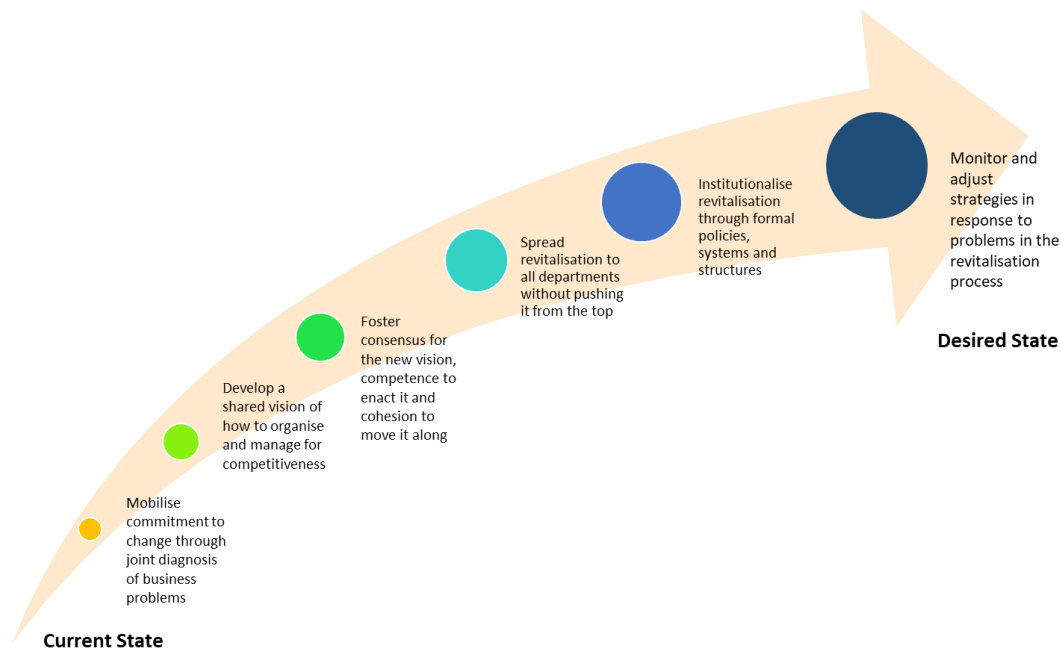 Mobilise
commitment to
change through
joint diagnosis
of business
problems
Current State
Develop a
shared vision of
how to organise
and manage for
competitiveness
Foster
consensus for
the new vision,
competence to
enact it and
cohesion to
move it along
Spread
revitalisation to
all departments
without pushing
it from the top
Institutionalise
revitalisation
through formal
policies,
systems and
structures
Monitor and
adjust
strategies in
response to
problems in the
revitalisation
process
Desired State